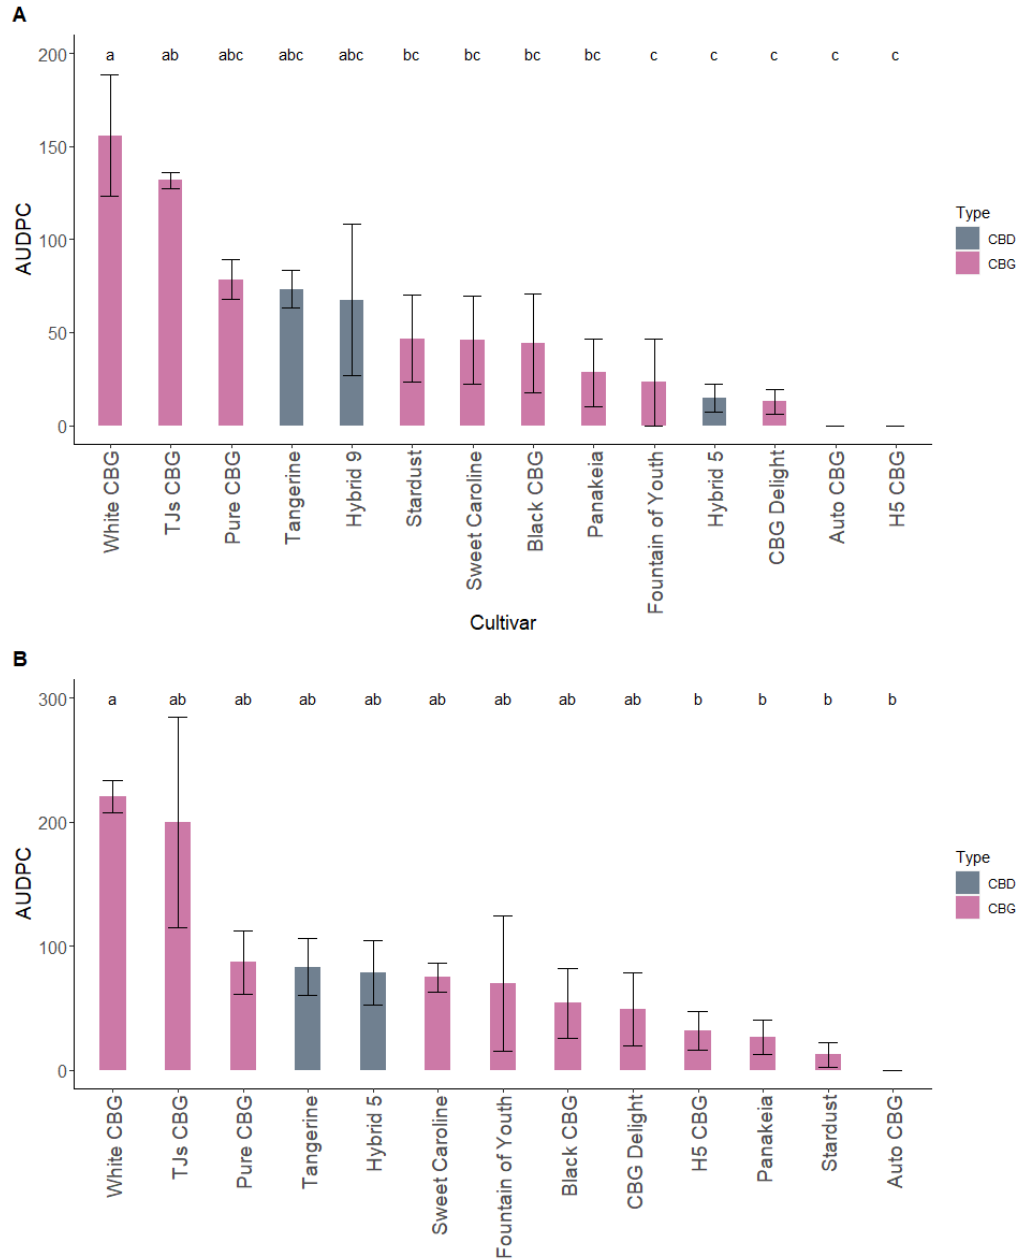 A
a ab abc abc abc bc bc bc bc c c c c c
200
150
100
50
0
AUDPC
White CBG
TJs CBG
Pure CBG
Tangerine
Hybrid 9
Stardust
Sweet Caroline
Black CBG
Panakeia
Fountain of Youth
Hybrid 5
CBG Delight
Auto CBG
H5 CBG
Cultivar
Type
CBD
CBG
B
a ab ab ab ab ab ab ab ab b b b b
300
200
100
0
AUDPC
White CBG
TJs CBG
Pure CBG
Tangerine
Hybrid 5
Sweet Caroline
Fountain of Youth
Black CBG
CBG Delight
H5 CBG
Panakeia
Stardust
Auto CBG
Type
CBD
CBG